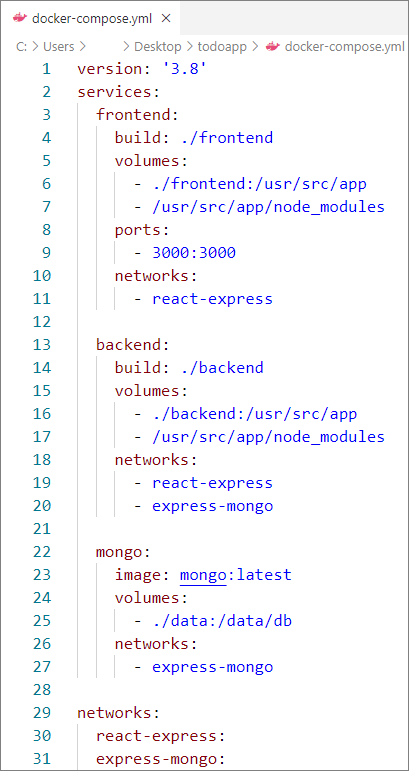 docker-compose.yml ×
C: > Users > > Desktop > todoapp > docker-compose.yml
1 version: '3.8'
2 services:
3   frontend:
4     build: ./frontend
5     volumes:
6       - ./frontend:/usr/src/app
7       - /usr/src/app/node_modules
8     ports:
9       - 3000:3000
10     networks:
11       - react-express
12
13   backend:
14     build: ./backend
15     volumes:
16       - ./backend:/usr/src/app
17       - /usr/src/app/node_modules
18     networks:
19       - react-express
20       - express-mongo
21
22   mongo:
23     image: mongo:latest
24     volumes:
25       - ./data:/data/db
26     networks:
27       - express-mongo
28
29 networks:
30   react-express:
31   express-mongo: